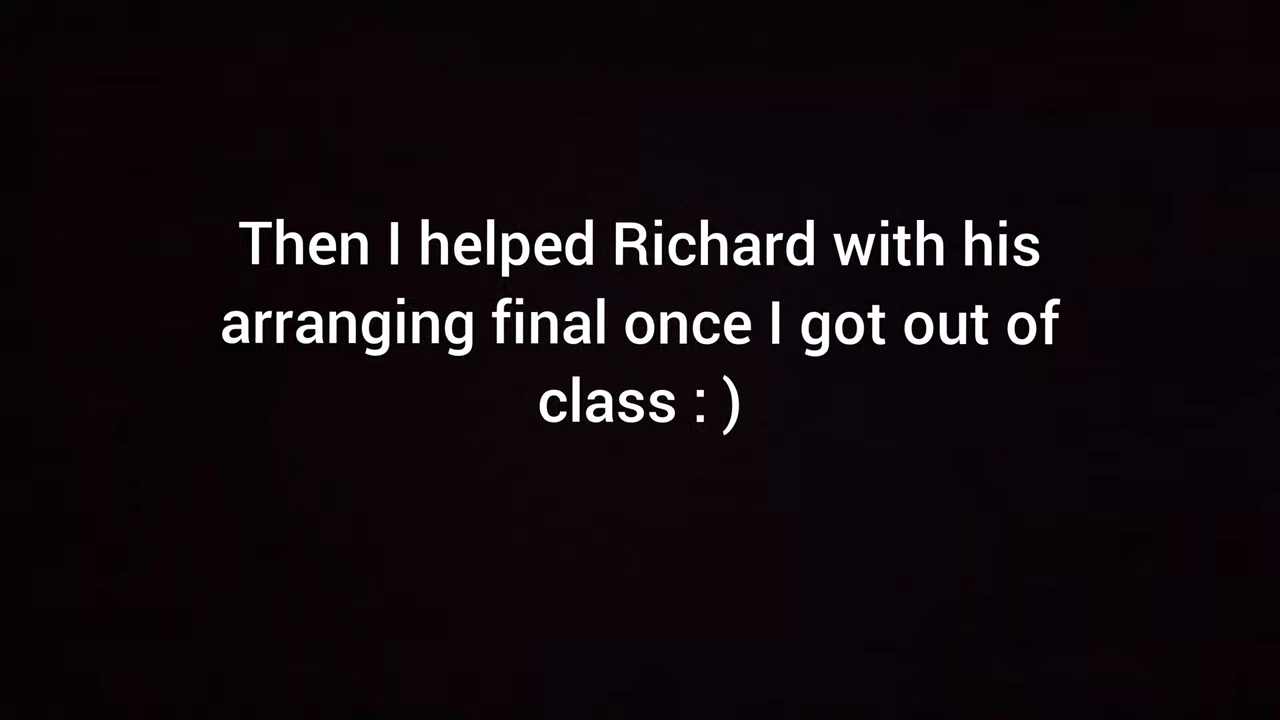 Then I helped Richard with his
arranging final once I got out of
class : )